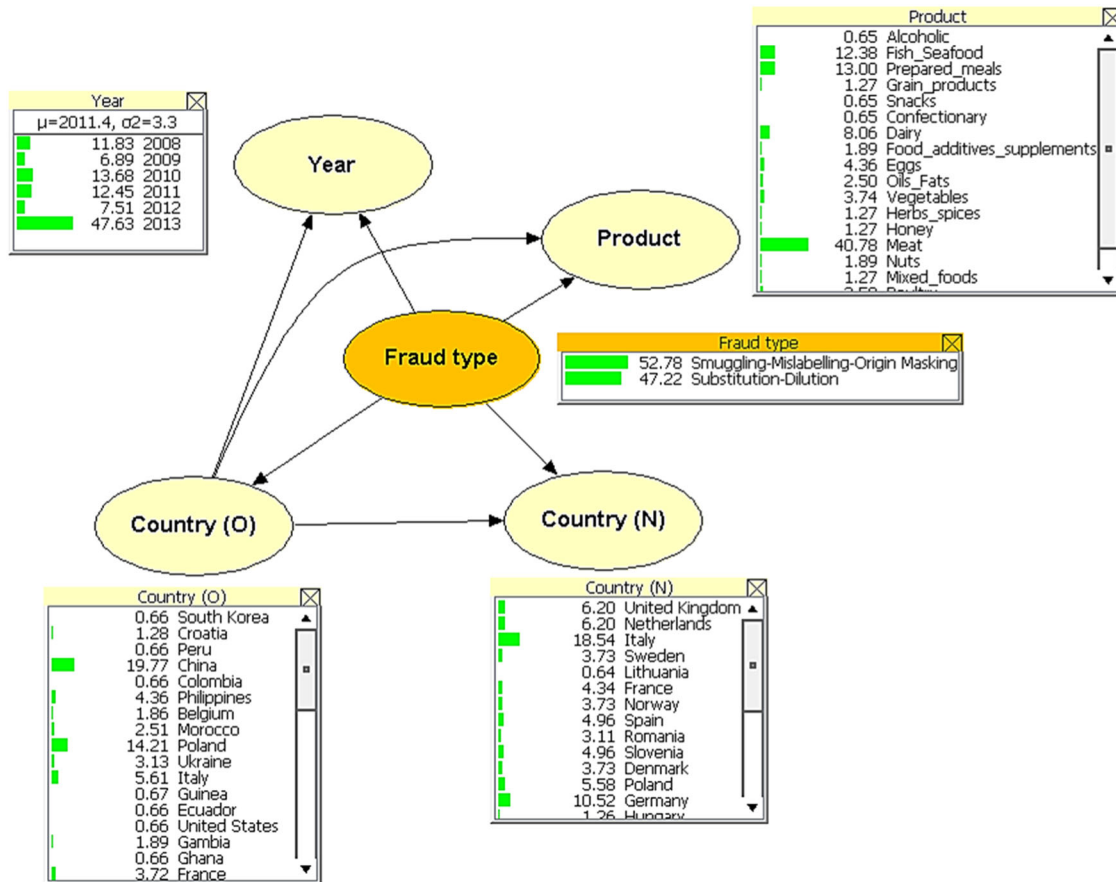 Product
0.65 Alcoholic
12.38 Fish_Seafood
13.00 Prepared_meals
1.27 Grain_products
0.65 Snacks
0.65 Confectionary
8.06 Dairy
1.89 Food_additives_supplements
4.36 Eggs
2.50 Oils_Fats
3.74 Vegetables
1.27 Herbs_spices
1.27 Honey
40.78 Meat
1.89 Nuts
1.27 Mixed_foods
Year
μ=2011.4, σ2=3.3
11.83 2008
6.89 2009
13.68 2010
12.45 2011
7.51 2012
47.63 2013
Year
Product
Fraud type
Fraud type
52.78 Smuggling-Mislabelling-Origin Masking
47.22 Substitution-Dilution
Country (O)
Country (N)
Country (O)
0.66 South Korea
1.28 Croatia
0.66 Peru
19.77 China
0.66 Colombia
4.36 Philippines
1.86 Belgium
2.51 Morocco
14.21 Poland
3.13 Ukraine
5.61 Italy
0.67 Guinea
0.66 Ecuador
0.66 United States
1.89 Gambia
0.66 Ghana
3.72 France
Country (N)
6.20 United Kingdom
6.20 Netherlands
18.54 Italy
3.73 Sweden
0.64 Lithuania
4.34 France
3.73 Norway
4.96 Spain
3.11 Romania
4.96 Slovenia
3.73 Denmark
5.58 Poland
10.52 Germany
1.26 Hungary